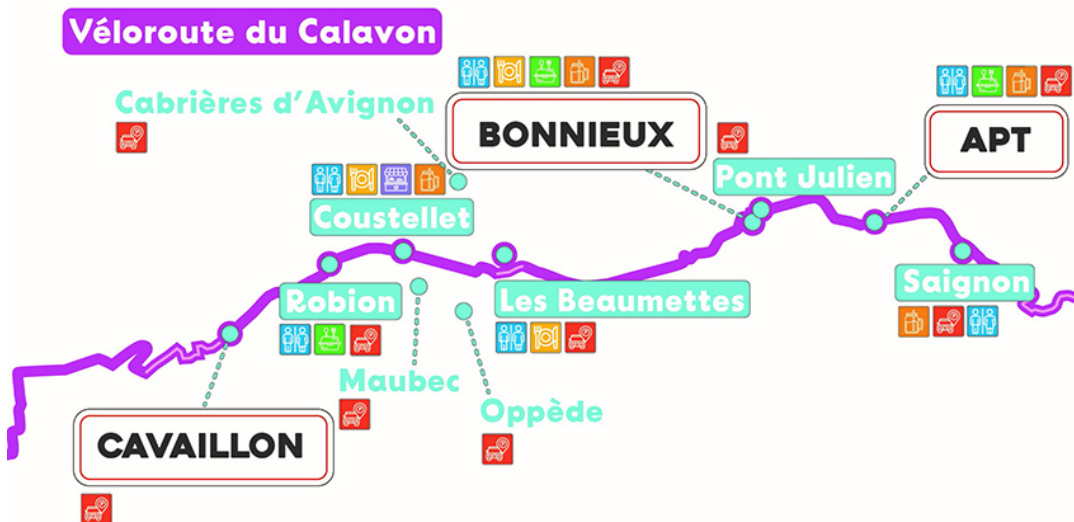 Véloroute du Calavon
Cabrières d'Avignon
BONNIEUX
APT
Pont Julien
Coustellet
Robion
Les Beaumettes
Saignon
Maubec
Oppède
CAVAILLON